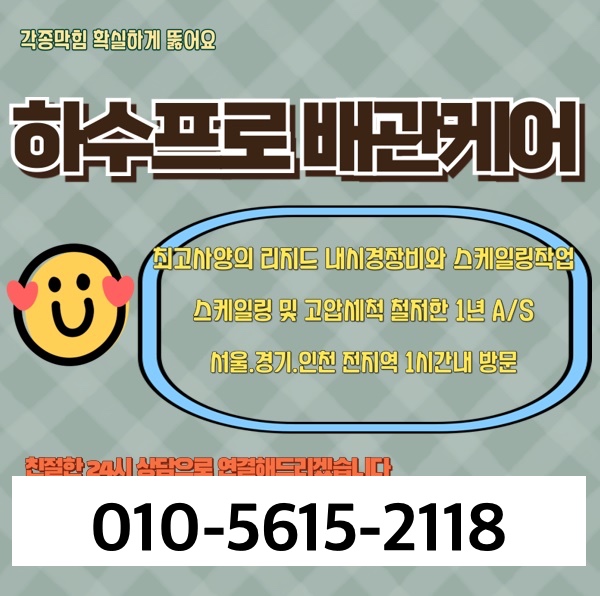 각종막힘 확실하게 뚫어요
하수프로 배관케어
최고사양의 리지드 내시경장비와 스케일링작업
스케일링 및 고압세척 철저한 1년 A/S
서울.경기.인천 전지역 1시간내 방문
친절한 24시 상담으로 연결해드리겠습니다
010-5615-2118